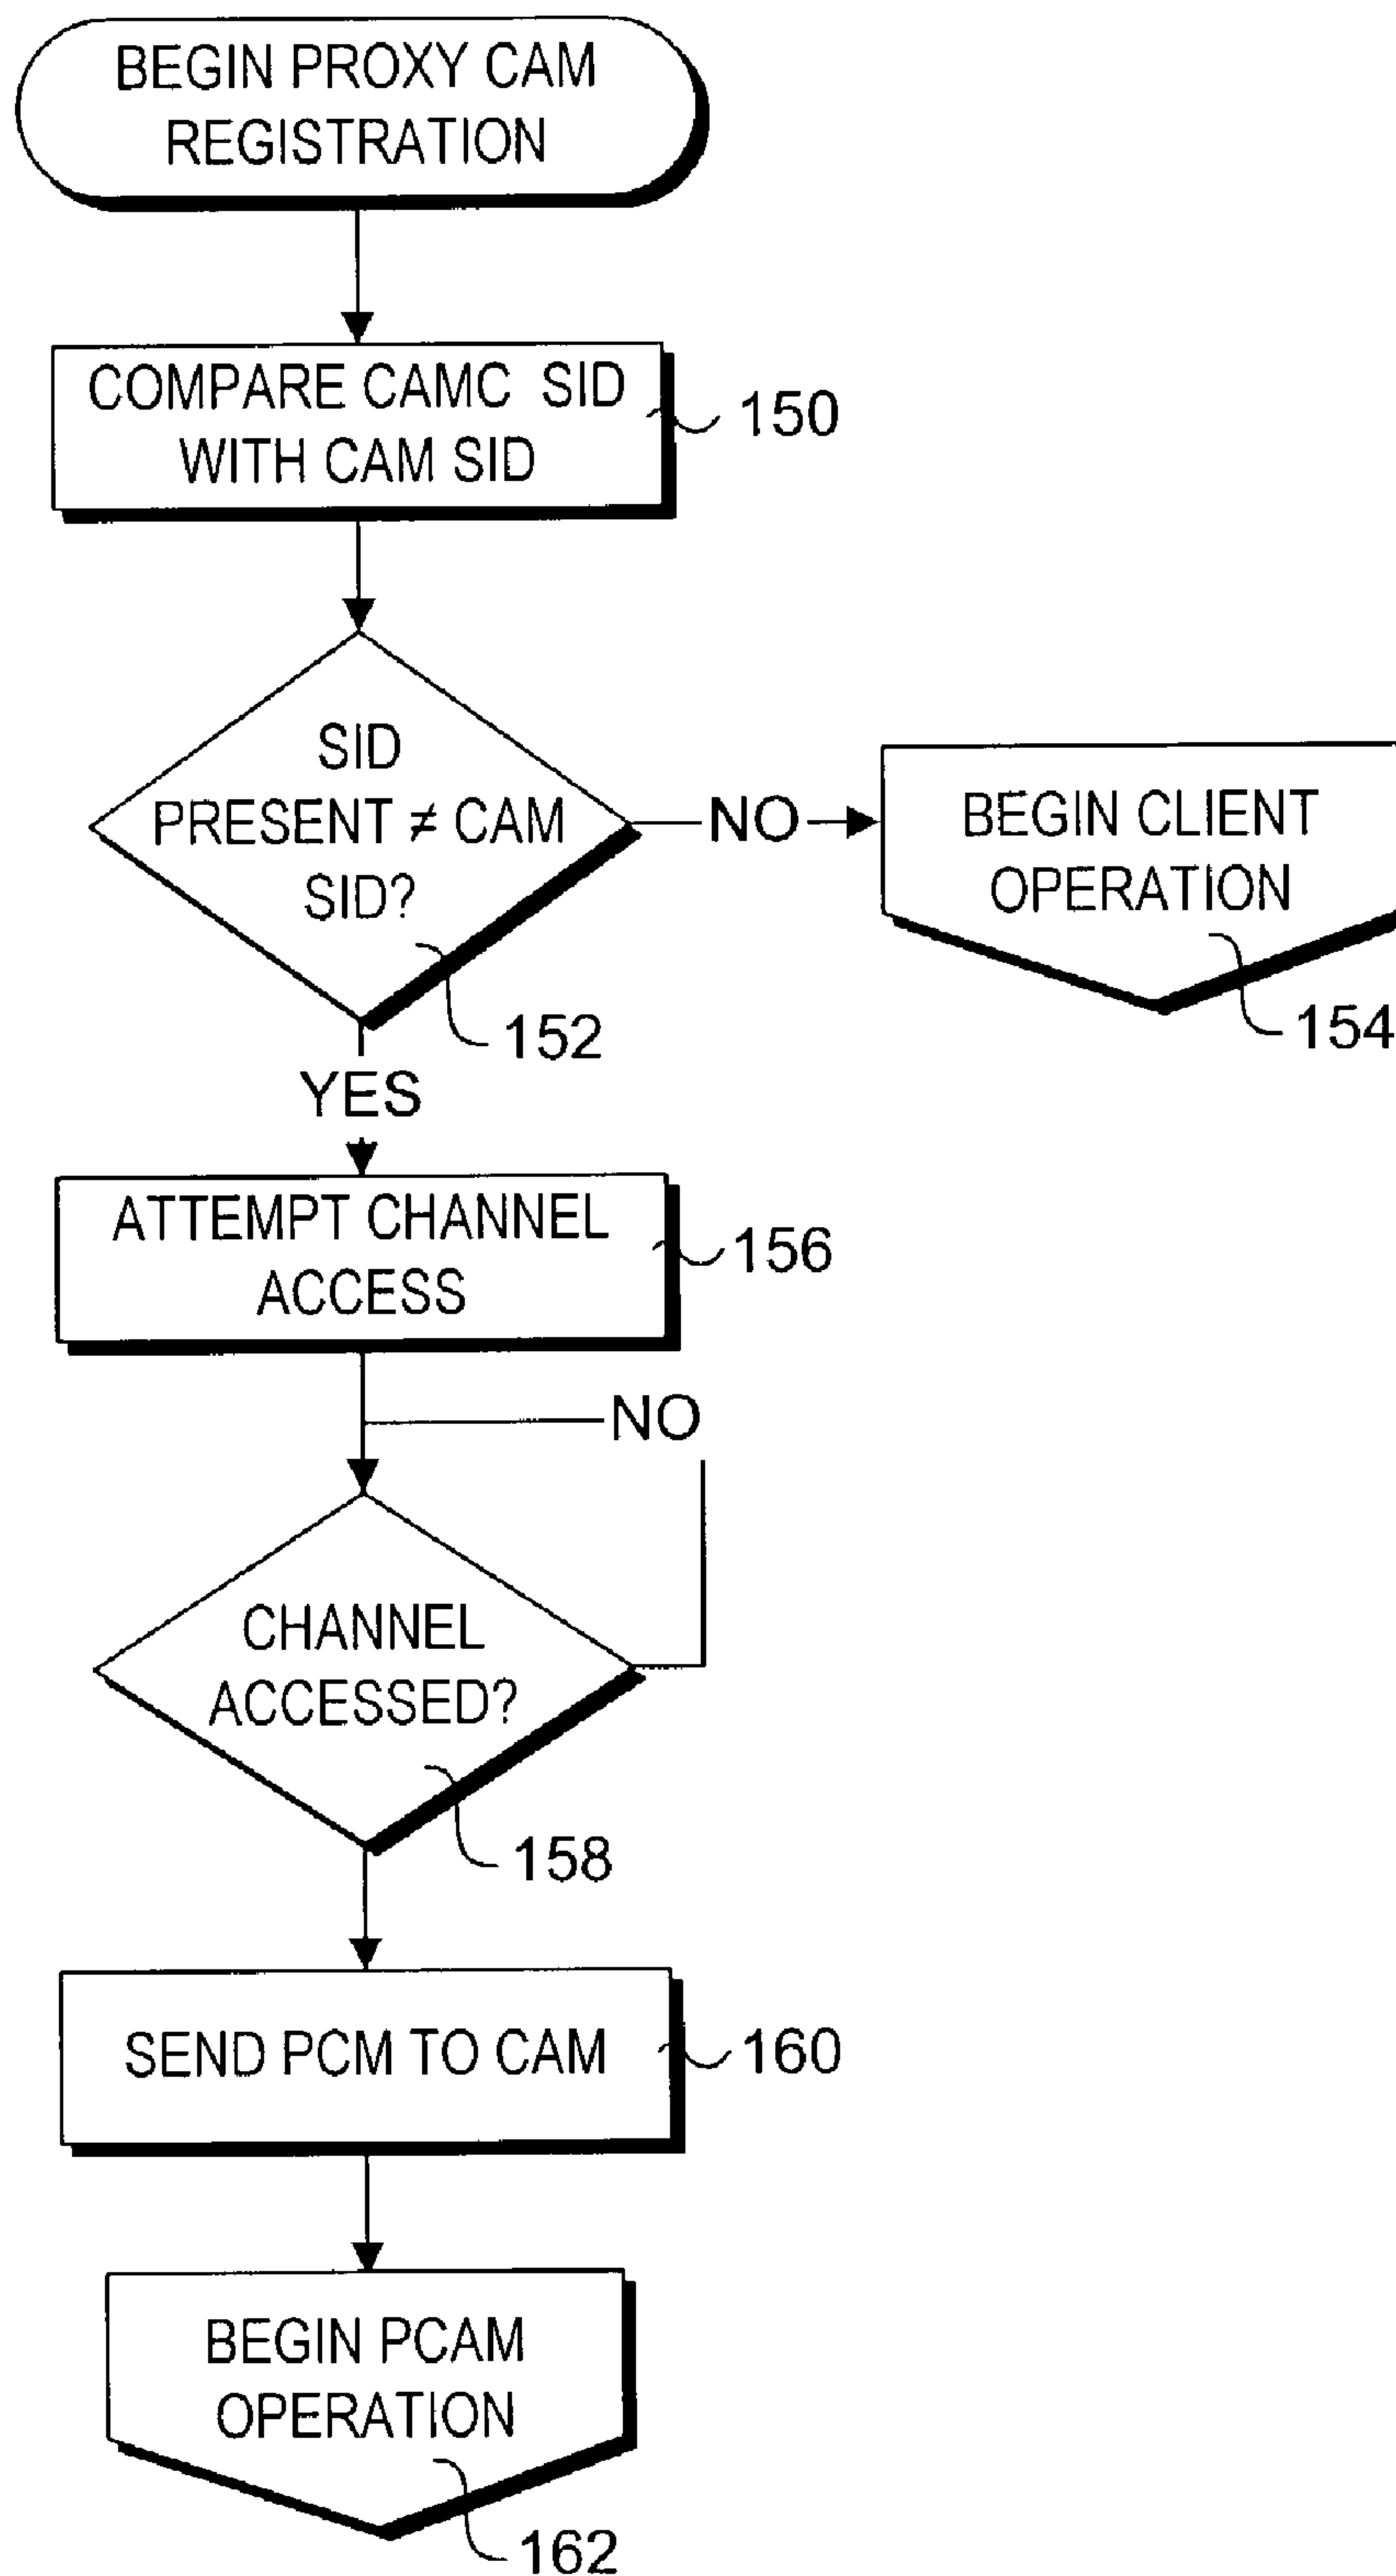 BEGIN PROXY CAM
REGISTRATION
COMPARE CAMC SID
WITH CAM SID
150
SID
PRESENT ≠ CAM
SID?
152
NO
BEGIN CLIENT
OPERATION
154
YES
ATTEMPT CHANNEL
ACCESS
156
NO
CHANNEL
ACCESSED?
158
SEND PCM TO CAM
160
BEGIN PCAM
OPERATION
162